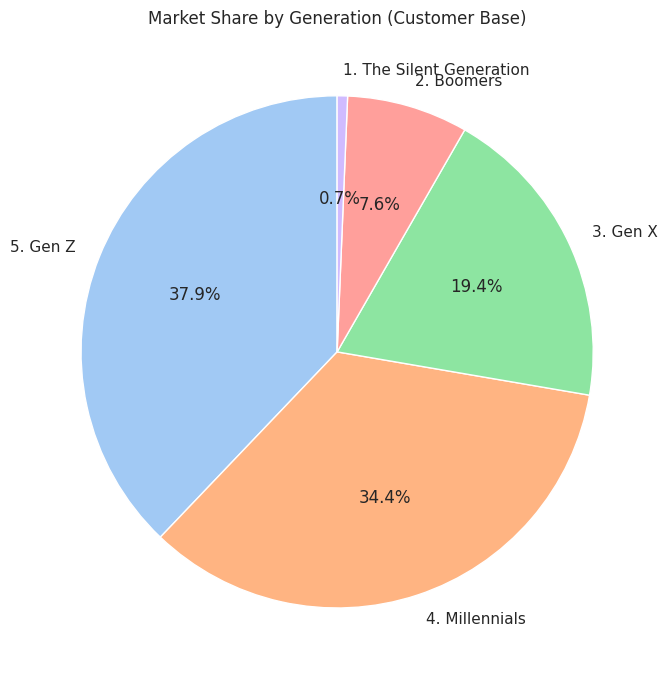 Market Share by Generation (Customer Base)
1. The Silent Generation
2. Boomers
0.7%
7.6%
3. Gen X
5. Gen Z
19.4%
37.9%
34.4%
4. Millennials